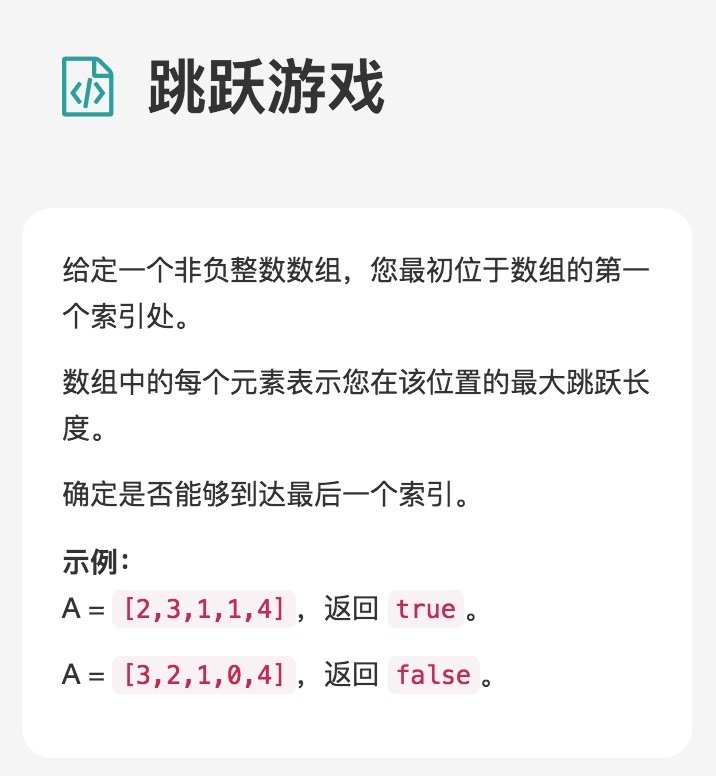 跳跃游戏
给定一个非负整数数组，您最初位于数组的第一
个索引处。
数组中的每个元素表示您在该位置的最大跳跃长
度。
确定是否能够到达最后一个索引。
示例：
A = [2,3,1,1,4]，返回 true。
A = [3,2,1,0,4]，返回 false。